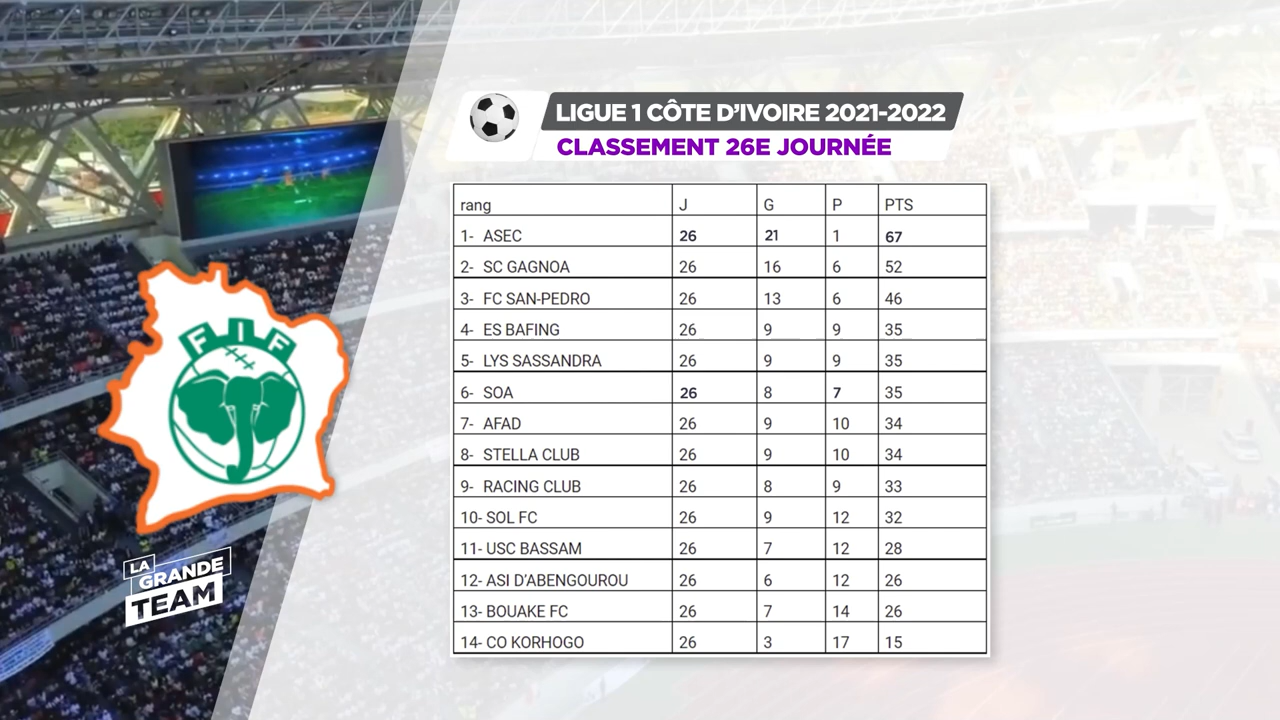 LIGUE 1 CÔTE D'IVOIRE 2021-2022
CLASSEMENT 26E JOURNÉE
rang J G P PTS
1- ASEC 26 21 1 67
2- SC GAGNOA 26 16 6 52
3- FC SAN-PEDRO 26 13 6 46
4- ES BAFING 26 9 9 35
5- LYS SASSANDRA 26 9 9 35
6- SOA 26 8 7 35
7- AFAD 26 9 10 34
8- STELLA CLUB 26 9 10 34
9- RACING CLUB 26 8 9 33
10- SOL FC 26 9 12 32
11- USC BASSAM 26 7 12 28
12- ASI D'ABENGOUROU 26 6 12 26
13- BOUAKE FC 26 7 14 26
14- CO KORHOGO 26 3 17 15
FIF
LA
GRANDE
TEAM